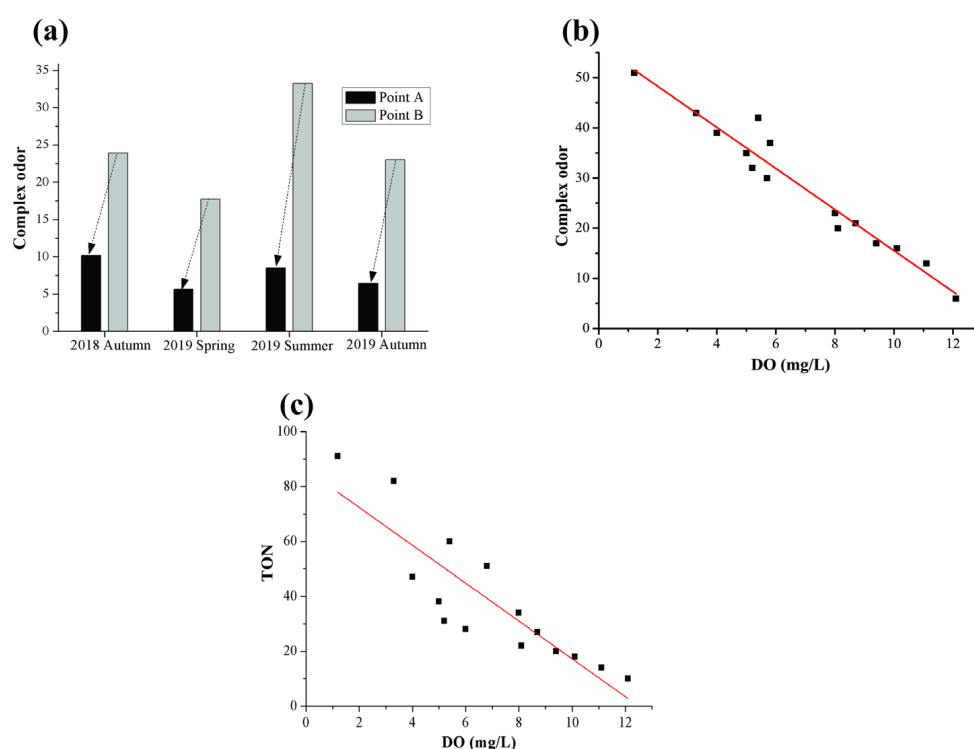 (a)
35
30
25
20
15
10
5
0
Complex odor
Point A
Point B
2018 Autumn 2019 Spring 2019 Summer 2019 Autumn
(b)
50
40
30
20
10
0
Complex odor
0 2 4 6 8 10 12
DO (mg/L)
(c)
100
80
60
40
20
0
TON
0 2 4 6 8 10 12
DO (mg/L)